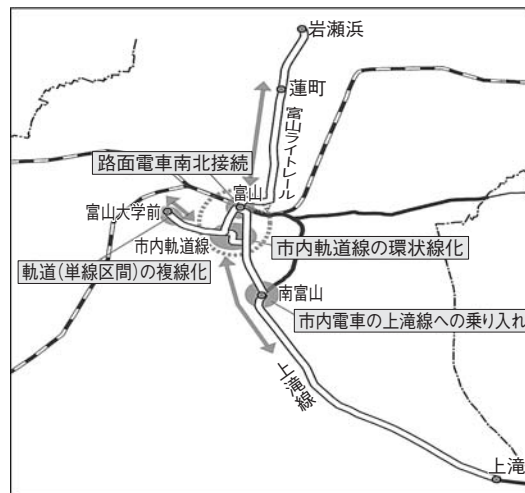 岩瀬浜
蓮町
富山ライトレール
路面電車南北接続
富山
富山大学前
市内軌道線
市内軌道線の環状線化
軌道(単線区間)の複線化
南富山
市内電車の上滝線への乗り入れ
上滝線
上滝